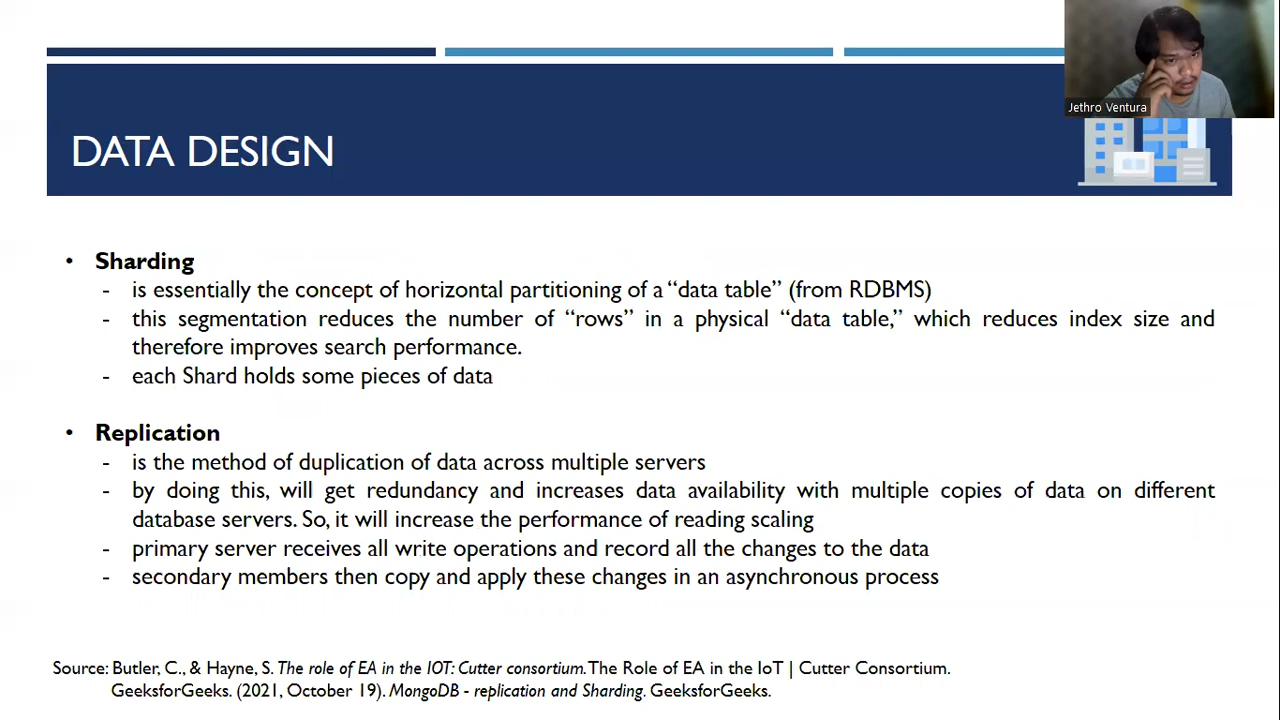 Jethro Ventura
DATA DESIGN
• Sharding
- is essentially the concept of horizontal partitioning of a “data table” (from RDBMS)
- this segmentation reduces the number of “rows” in a physical “data table,” which reduces index size and
therefore improves search performance.
- each Shard holds some pieces of data
• Replication
- is the method of duplication of data across multiple servers
- by doing this, will get redundancy and increases data availability with multiple copies of data on different
database servers. So, it will increase the performance of reading scaling
- primary server receives all write operations and record all the changes to the data
- secondary members then copy and apply these changes in an asynchronous process
Source: Butler, C., & Hayne, S. The role of EA in the IOT: Cutter consortium. The Role of EA in the IoT | Cutter Consortium.
GeeksforGeeks. (2021, October 19). MongoDB - replication and Sharding. GeeksforGeeks.